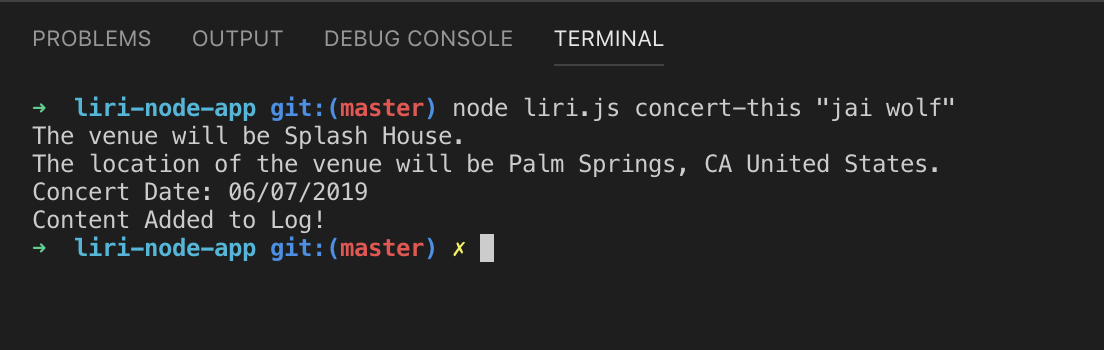 PROBLEMS OUTPUT DEBUG CONSOLE TERMINAL
➜ liri-node-app git:(master) node liri.js concert-this "jai wolf"
The venue will be Splash House.
The location of the venue will be Palm Springs, CA United States.
Concert Date: 06/07/2019
Content Added to Log!
➜ liri-node-app git:(master) ✗